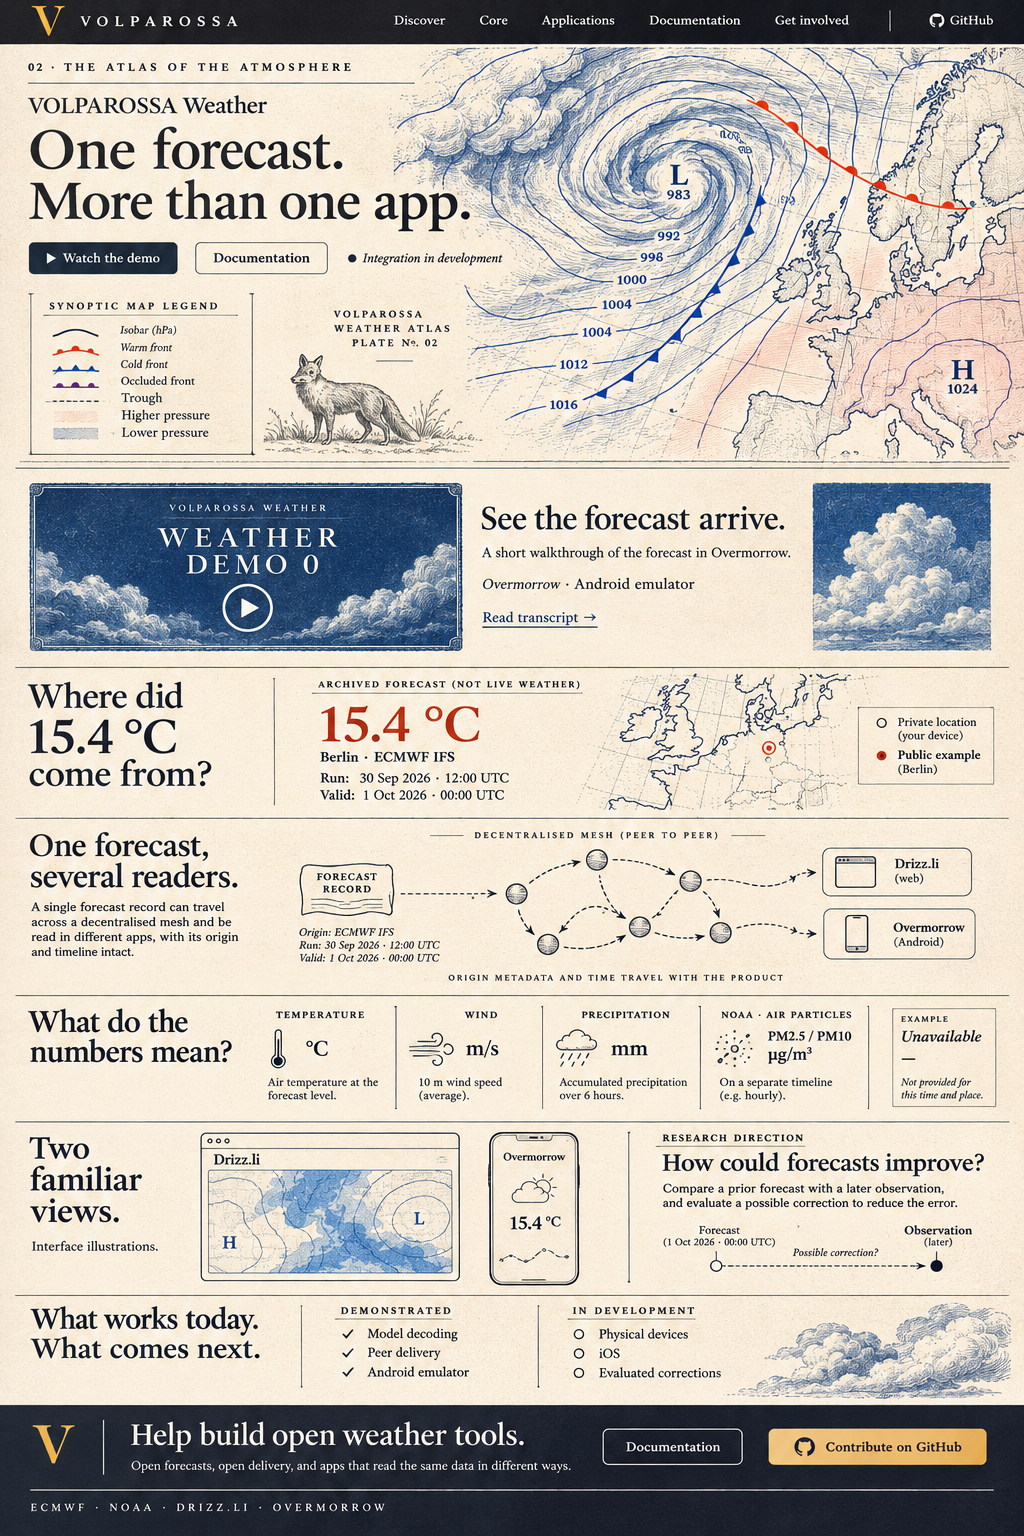 V VOLPAROSSA
Discover Core Applications Documentation Get involved GitHub
02 · THE ATLAS OF THE ATMOSPHERE
VOLPAROSSA Weather
One forecast.
More than one app.
Watch the demo
Documentation
Integration in development
SYNOPTIC MAP LEGEND
Isobar (hPa)
Warm front
Cold front
Occluded front
Trough
Higher pressure
Lower pressure
VOLPAROSSA
WEATHER ATLAS
PLATE Nº. 02
L
983
992
996
1000
1004
1004
1012
1016
H
1024
VOLPAROSSA WEATHER
WEATHER
DEMO 0
See the forecast arrive.
A short walkthrough of the forecast in Overmorrow.
Overmorrow · Android emulator
Read transcript →
Where did
15.4 °C
come from?
ARCHIVED FORECAST (NOT LIVE WEATHER)
15.4 °C
Berlin · ECMWF IFS
Run: 30 Sep 2026 · 12:00 UTC
Valid: 1 Oct 2026 · 00:00 UTC
Private location
(your device)
Public example
(Berlin)
One forecast,
several readers.
A single forecast record can travel
across a decentralised mesh and be
read in different apps, with its origin
and timeline intact.
DECENTRALISED MESH (PEER TO PEER)
FORECAST
RECORD
Origin: ECMWF IFS
Run: 30 Sep 2026 · 12:00 UTC
Valid: 1 Oct 2026 · 00:00 UTC
Drizz.li
(web)
Overmorrow
(Android)
ORIGIN METADATA AND TIME TRAVEL WITH THE PRODUCT
What do the
numbers mean?
TEMPERATURE
°C
Air temperature at the
forecast level.
WIND
m/s
10 m wind speed
(average).
PRECIPITATION
mm
Accumulated precipitation
over 6 hours.
NOAA · AIR PARTICLES
PM2.5 / PM10
µg/m³
On a separate timeline
(e.g. hourly).
EXAMPLE
Unavailable
—
Not provided for
this time and place.
Two
familiar
views.
Interface illustrations.
Drizz.li
H
L
Overmorrow
15.4 °C
RESEARCH DIRECTION
How could forecasts improve?
Compare a prior forecast with a later observation,
and evaluate a possible correction to reduce the error.
Forecast
(1 Oct 2026 · 00:00 UTC)
Possible correction?
Observation
(later)
What works today.
What comes next.
DEMONSTRATED
Model decoding
Peer delivery
Android emulator
IN DEVELOPMENT
Physical devices
iOS
Evaluated corrections
V
Help build open weather tools.
Open forecasts, open delivery, and apps that read the same data in different ways.
Documentation
Contribute on GitHub
ECMWF · NOAA · DRIZZ.LI · OVERMORROW